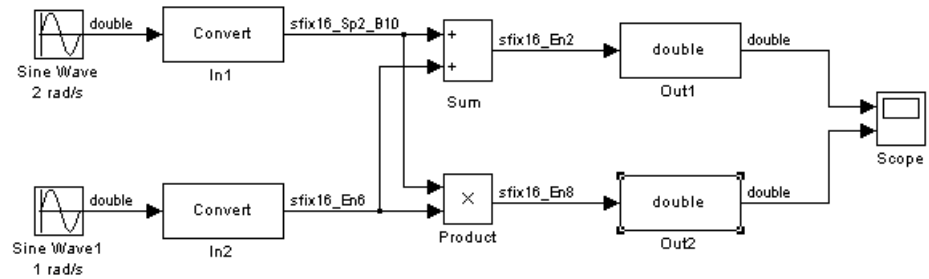 double
Convert
sfix16_Sp2_B10
+
+
sfix16_En2
double
double
Sine Wave
2 rad/s
In1
Sum
Out1
Scope
double
Convert
sfix16_En6
×
sfix16_En8
double
double
Sine Wave1
1 rad/s
In2
Product
Out2